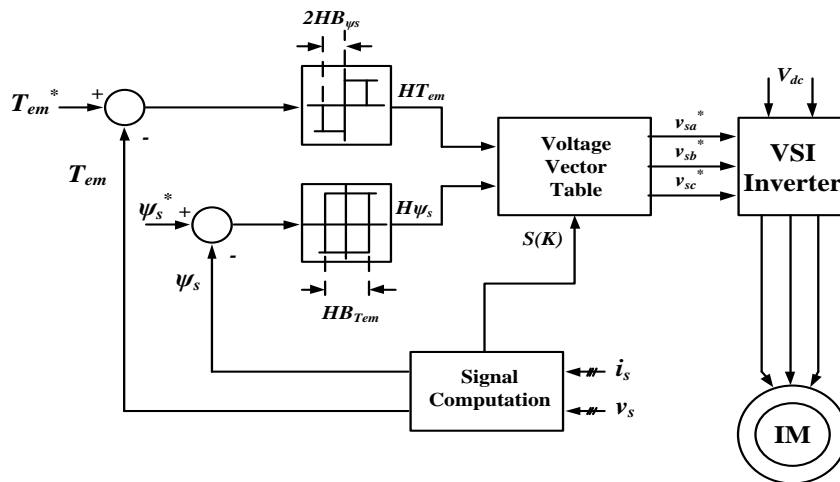 2HBψs
Tem*
+
-
HTem
Vdc
Voltage
Vector
Table
vsa*
vsb*
vsc*
VSI
Inverter
Tem
ψs*
+
-
Hψs
S(K)
ψs
HBTem
Signal
Computation
is
vs
IM